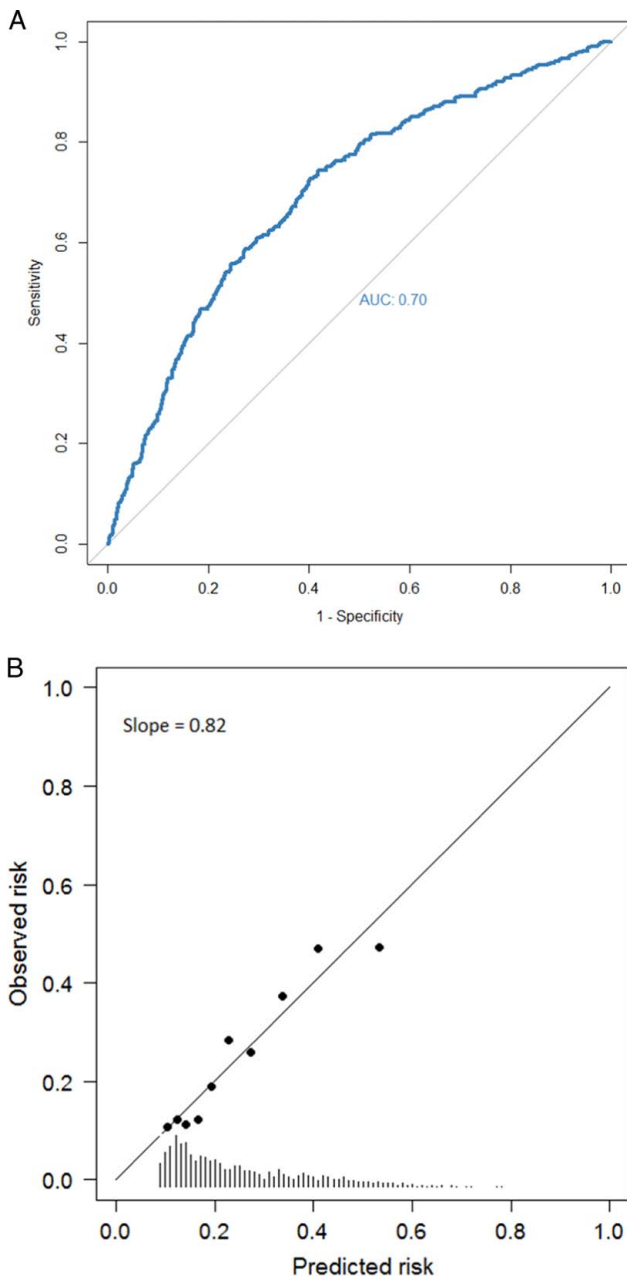 A
1.0
0.8
0.6
0.4
0.2
0.0
Sensitivity
AUC: 0.70
0.0 0.2 0.4 0.6 0.8 1.0
1 - Specificity
B
1.0
0.8
0.6
0.4
0.2
0.0
Observed risk
Slope = 0.82
0.0 0.2 0.4 0.6 0.8 1.0
Predicted risk